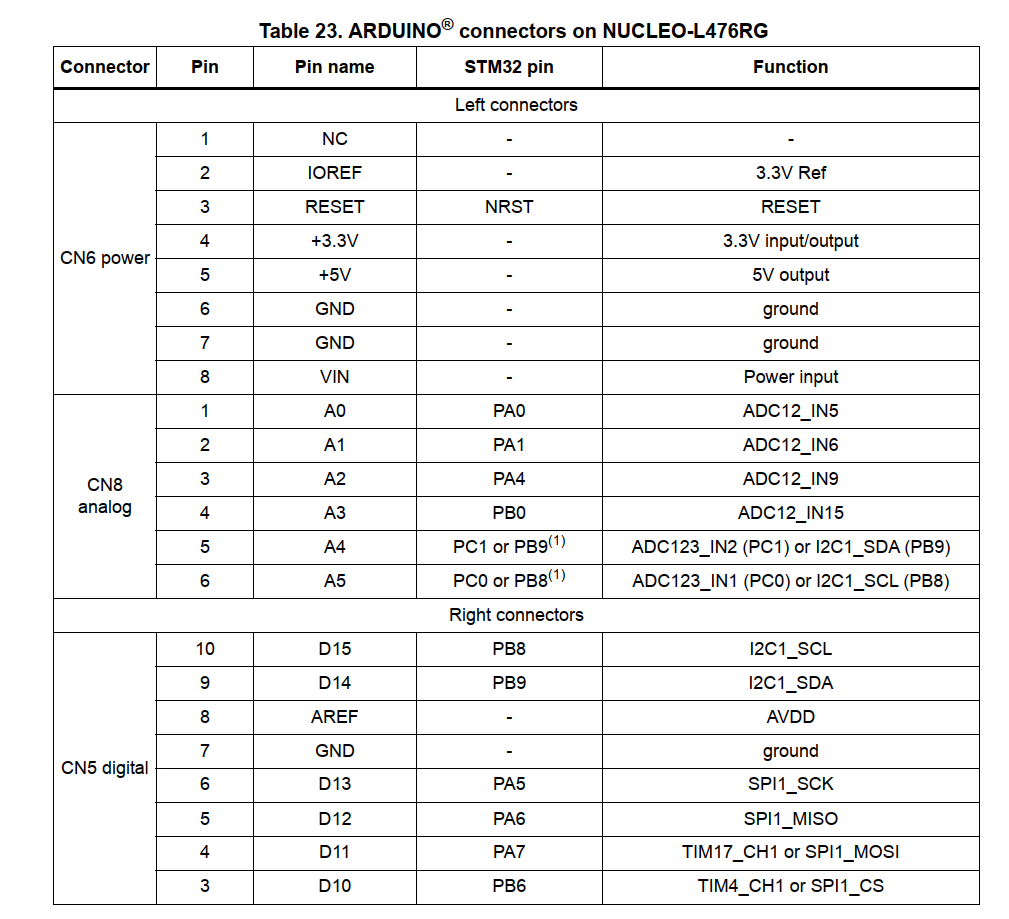 Table 23. ARDUINO® connectors on NUCLEO-L476RG
Connector Pin Pin name STM32 pin Function
Left connectors
CN6 power
1 NC - -
2 IOREF - 3.3V Ref
3 RESET NRST RESET
4 +3.3V - 3.3V input/output
5 +5V - 5V output
6 GND - ground
7 GND - ground
8 VIN - Power input
CN8
analog
1 A0 PA0 ADC12_IN5
2 A1 PA1 ADC12_IN6
3 A2 PA4 ADC12_IN9
4 A3 PB0 ADC12_IN15
5 A4 PC1 or PB9(1) ADC123_IN2 (PC1) or I2C1_SDA (PB9)
6 A5 PC0 or PB8(1) ADC123_IN1 (PC0) or I2C1_SCL (PB8)
Right connectors
CN5 digital
10 D15 PB8 I2C1_SCL
9 D14 PB9 I2C1_SDA
8 AREF - AVDD
7 GND - ground
6 D13 PA5 SPI1_SCK
5 D12 PA6 SPI1_MISO
4 D11 PA7 TIM17_CH1 or SPI1_MOSI
3 D10 PB6 TIM4_CH1 or SPI1_CS